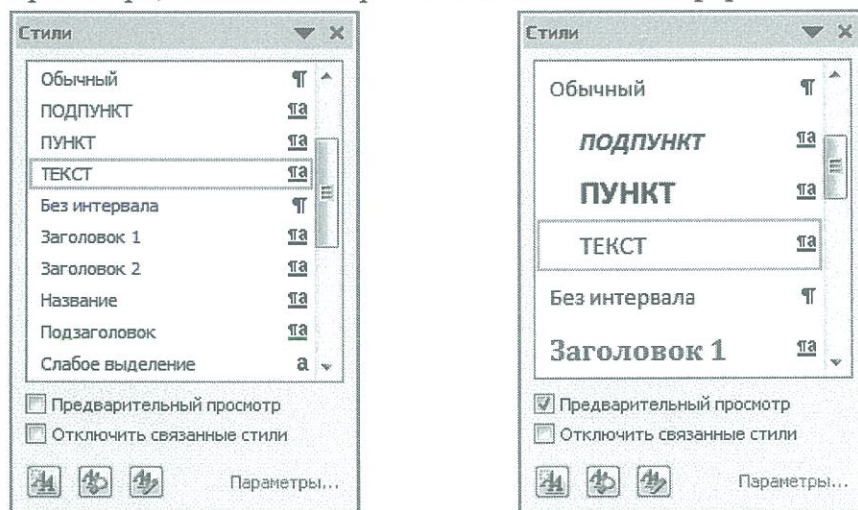 Стили
Обычный
ПОДПУНКТ
ПУНКТ
ТЕКСТ
Без интервала
Заголовок 1
Заголовок 2
Название
Подзаголовок
Слабое выделение
Предварительный просмотр
Отключить связанные стили
Параметры...
Стили
Обычный
ПОДПУНКТ
ПУНКТ
ТЕКСТ
Без интервала
Заголовок 1
Предварительный просмотр
Отключить связанные стили
Параметры...